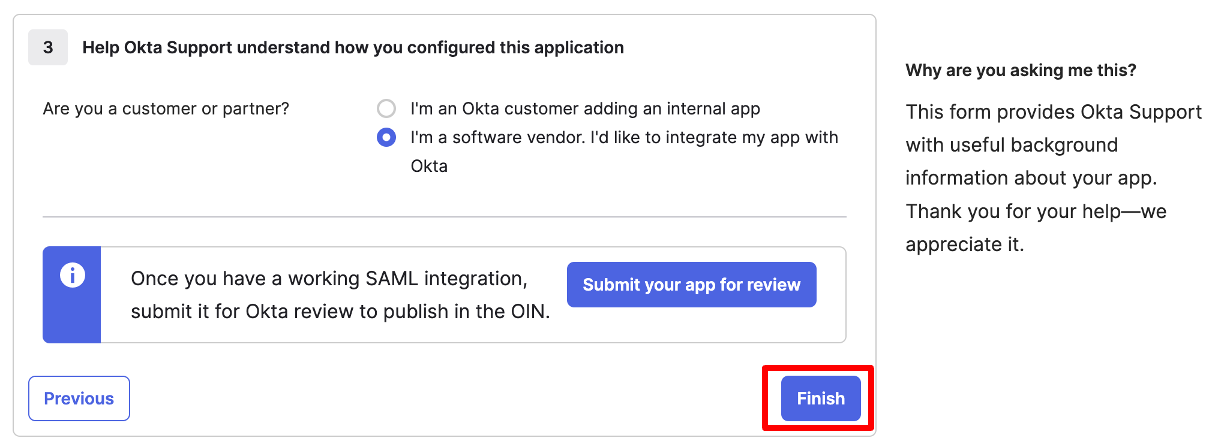 3
Help Okta Support understand how you configured this application
Are you a customer or partner?
I'm an Okta customer adding an internal app
I'm a software vendor. I'd like to integrate my app with
Okta
Once you have a working SAML integration,
submit it for Okta review to publish in the OIN.
Submit your app for review
Previous
Finish
Why are you asking me this?
This form provides Okta Support
with useful background
information about your app.
Thank you for your help—we
appreciate it.